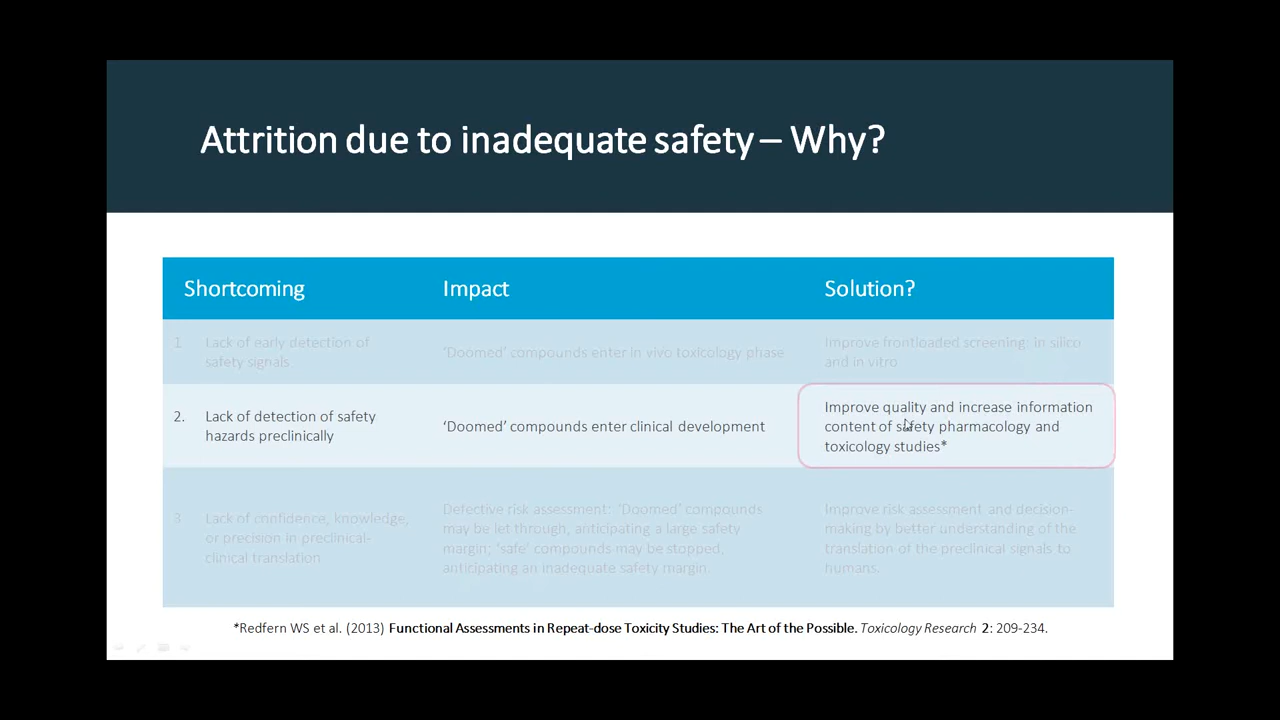 Attrition due to inadequate safety – Why?
Shortcoming
Impact
Solution?
1. Lack of early detection of
safety signals
'Doomed' compounds enter in vivo toxicology phase
Improve frontloaded screening: in silico
and in vitro
2. Lack of detection of safety
hazards preclinically
'Doomed' compounds enter clinical development
Improve quality and increase information
content of safety pharmacology and
toxicology studies*
3. Lack of confidence, knowledge,
or precision in preclinical-
clinical translation
Defective risk assessment: 'Doomed' compounds
may be let through, anticipating a large safety
margin; 'safe' compounds may be stopped,
anticipating an inadequate safety margin.
Improve risk assessment and decision-
making by better understanding of the
translation of the preclinical signals to
humans.
*Redfern WS et al. (2013) Functional Assessments in Repeat-dose Toxicity Studies: The Art of the Possible. Toxicology Research 2: 209-234.